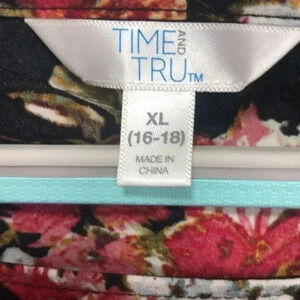 TIME AND
TRU™
XL
(16-18)
MADE IN
CHINA